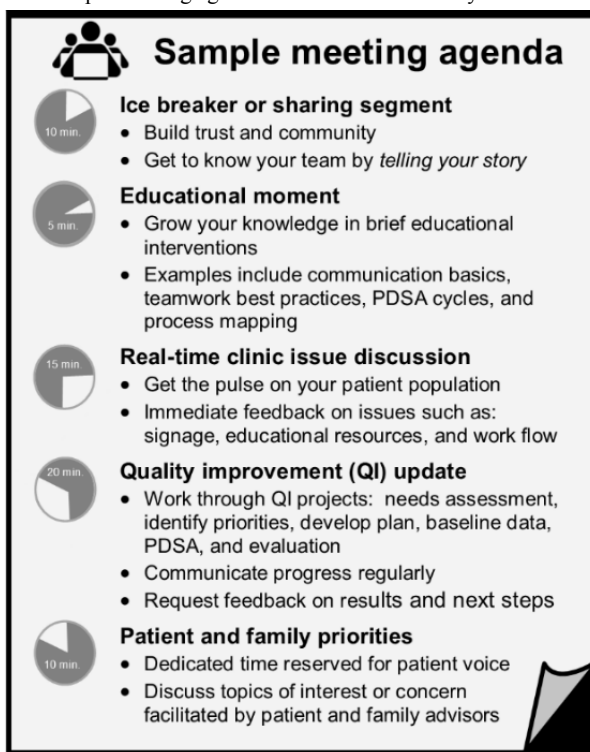 Sample meeting agenda
10 min.
Ice breaker or sharing segment
• Build trust and community
• Get to know your team by telling your story
5 min.
Educational moment
• Grow your knowledge in brief educational
interventions
• Examples include communication basics,
teamwork best practices, PDSA cycles, and
process mapping
15 min.
Real-time clinic issue discussion
• Get the pulse on your patient population
• Immediate feedback on issues such as:
signage, educational resources, and work flow
20 min.
Quality improvement (QI) update
• Work through QI projects: needs assessment,
identify priorities, develop plan, baseline data,
PDSA, and evaluation
• Communicate progress regularly
• Request feedback on results and next steps
10 min.
Patient and family priorities
• Dedicated time reserved for patient voice
• Discuss topics of interest or concern
facilitated by patient and family advisors